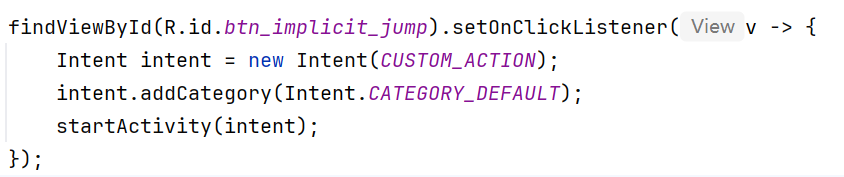 findViewById(R.id.btn_implicit_jump).setOnClickListener( View v -> {
    Intent intent = new Intent(CUSTOM_ACTION);
    intent.addCategory(Intent.CATEGORY_DEFAULT);
    startActivity(intent);
});